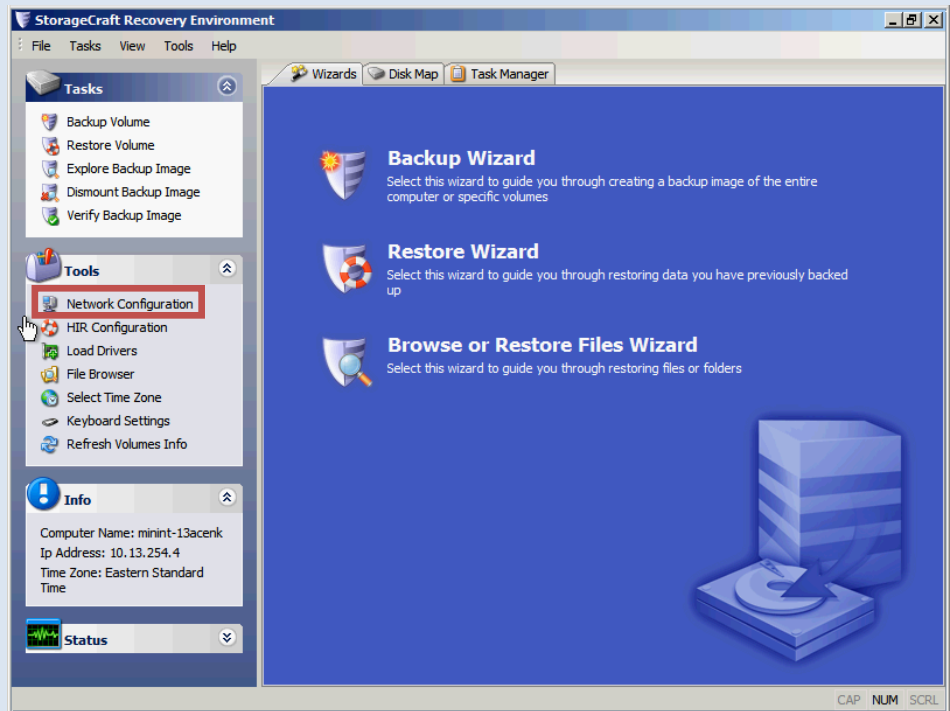 StorageCraft Recovery Environment
File Tasks View Tools Help
Tasks
Backup Volume
Restore Volume
Explore Backup Image
Dismount Backup Image
Verify Backup Image
Tools
Network Configuration
HIR Configuration
Load Drivers
File Browser
Select Time Zone
Keyboard Settings
Refresh Volumes Info
Info
Computer Name: minint-13acenk
Ip Address: 10.13.254.4
Time Zone: Eastern Standard
Time
Status
Wizards Disk Map Task Manager
Backup Wizard
Select this wizard to guide you through creating a backup image of the entire
computer or specific volumes
Restore Wizard
Select this wizard to guide you through restoring data you have previously backed
up
Browse or Restore Files Wizard
Select this wizard to guide you through restoring files or folders
CAP NUM SCRL